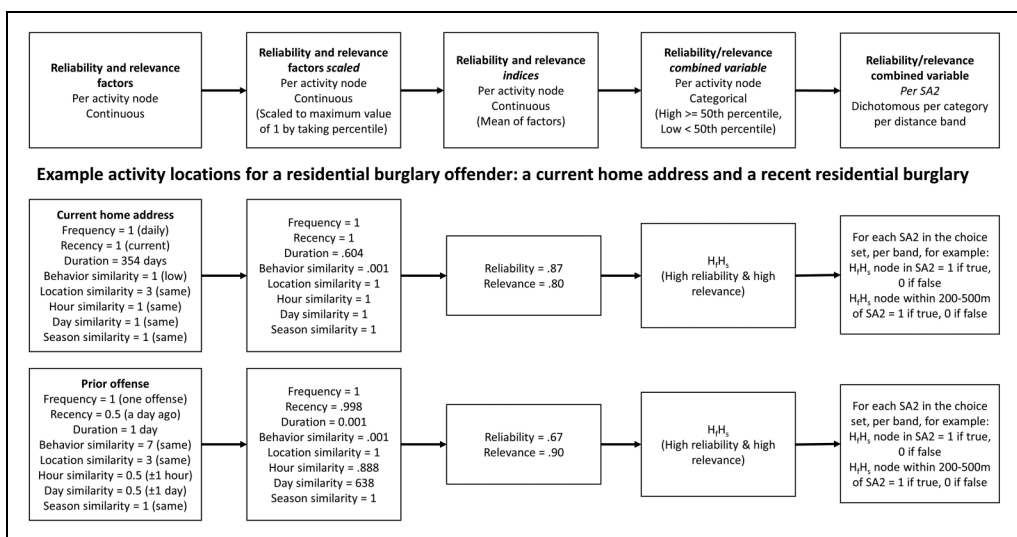 Reliability and relevance
factors
Per activity node
Continuous
Reliability and relevance
factors scaled
Per activity node
Continuous
(Scaled to maximum value
of 1 by taking percentile)
Reliability and relevance
indices
Per activity node
Continuous
(Mean of factors)
Reliability/relevance
combined variable
Per activity node
Categorical
(High >= 50th percentile,
Low < 50th percentile)
Reliability/relevance
combined variable
Per SA2
Dichotomous per category
per distance band
Example activity locations for a residential burglary offender: a current home address and a recent residential burglary
Current home address
Frequency = 1 (daily)
Recency = 1 (current)
Duration = 354 days
Behavior similarity = 1 (low)
Location similarity = 3 (same)
Hour similarity = 1 (same)
Day similarity = 1 (same)
Season similarity = 1 (same)
Frequency = 1
Recency = 1
Duration = .604
Behavior similarity = .001
Location similarity = 1
Hour similarity = 1
Day similarity = 1
Season similarity = 1
Reliability = .87
Relevance = .80
HfHs
(High reliability & high
relevance)
For each SA2 in the choice
set, per band, for example:
HfHs node in SA2 = 1 if true,
0 if false
HfHs node within 200-500m
of SA2 = 1 if true, 0 if false
Prior offense
Frequency = 1 (one offense)
Recency = 0.5 (a day ago)
Duration = 1 day
Behavior similarity = 7 (same)
Location similarity = 3 (same)
Hour similarity = 0.5 (±1 hour)
Day similarity = 0.5 (±1 day)
Season similarity = 1 (same)
Frequency = 1
Recency = .998
Duration = 0.001
Behavior similarity = .001
Location similarity = 1
Hour similarity = .888
Day similarity = 638
Season similarity = 1
Reliability = .67
Relevance = .90
HfHs
(High reliability & high
relevance)
For each SA2 in the choice
set, per band, for example:
HfHs node in SA2 = 1 if true,
0 if false
HfHs node within 200-500m
of SA2 = 1 if true, 0 if false